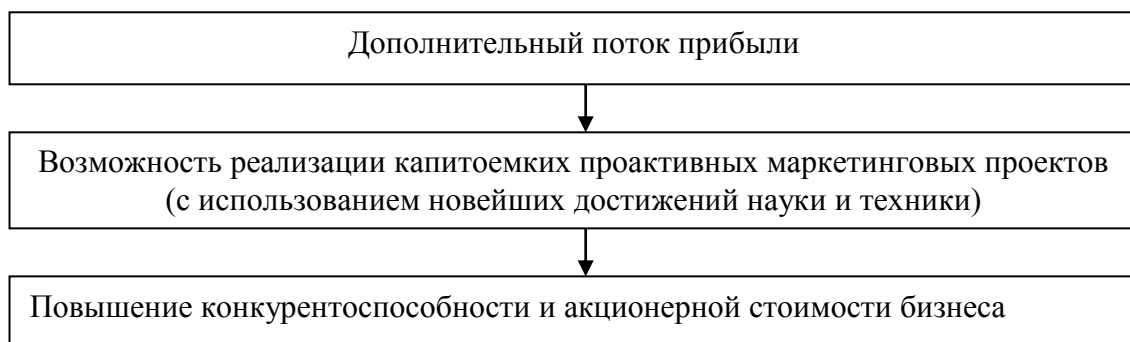 Дополнительный поток прибыли
Возможность реализации капитоемких проактивных маркетинговых проектов
(с использованием новейших достижений науки и техники)
Повышение конкурентоспособности и акционерной стоимости бизнеса